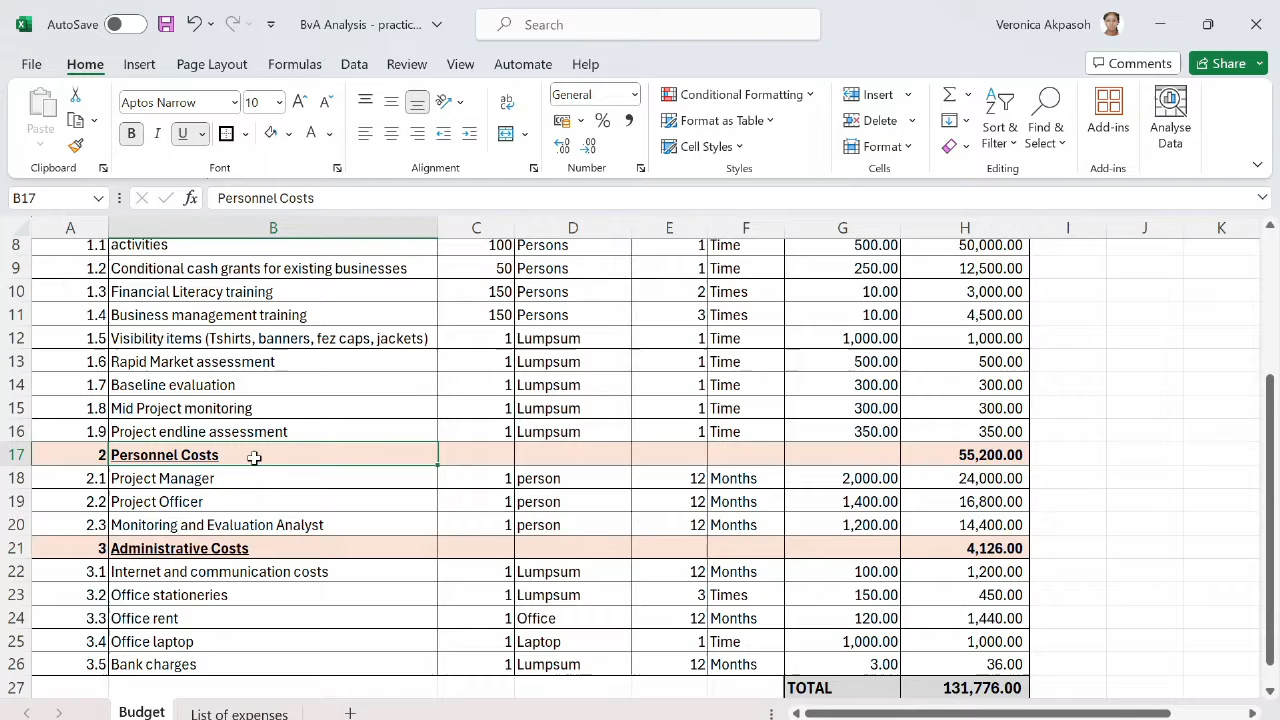 AutoSave BvA Analysis - practic... Search Veronica Akpasoh
File Home Insert Page Layout Formulas Data Review View Automate Help Comments Share
Aptos Narrow 10 General Conditional Formatting Insert
Paste B I U Format as Table Delete Sort & Filter Find & Select Add-ins Analyse Data
Cell Styles Format
Clipboard Font Alignment Number Styles Cells Editing Add-ins
B17 fx Personnel Costs
A B C D E F G H I J K
8 1.1 activities 100 Persons 1 Time 500.00 50,000.00
9 1.2 Conditional cash grants for existing businesses 50 Persons 1 Time 250.00 12,500.00
10 1.3 Financial Literacy training 150 Persons 2 Times 10.00 3,000.00
11 1.4 Business management training 150 Persons 3 Times 10.00 4,500.00
12 1.5 Visibility items (Tshirts, banners, fez caps, jackets) 1 Lumpsum 1 Time 1,000.00 1,000.00
13 1.6 Rapid Market assessment 1 Lumpsum 1 Time 500.00 500.00
14 1.7 Baseline evaluation 1 Lumpsum 1 Time 300.00 300.00
15 1.8 Mid Project monitoring 1 Lumpsum 1 Time 300.00 300.00
16 1.9 Project endline assessment 1 Lumpsum 1 Time 350.00 350.00
17 2 Personnel Costs 55,200.00
18 2.1 Project Manager 1 person 12 Months 2,000.00 24,000.00
19 2.2 Project Officer 1 person 12 Months 1,400.00 16,800.00
20 2.3 Monitoring and Evaluation Analyst 1 person 12 Months 1,200.00 14,400.00
21 3 Administrative Costs 4,126.00
22 3.1 Internet and communication costs 1 Lumpsum 12 Months 100.00 1,200.00
23 3.2 Office stationeries 1 Lumpsum 3 Times 150.00 450.00
24 3.3 Office rent 1 Office 12 Months 120.00 1,440.00
25 3.4 Office laptop 1 Laptop 1 Time 1,000.00 1,000.00
26 3.5 Bank charges 1 Lumpsum 12 Months 3.00 36.00
27 TOTAL 131,776.00
Budget List of expenses